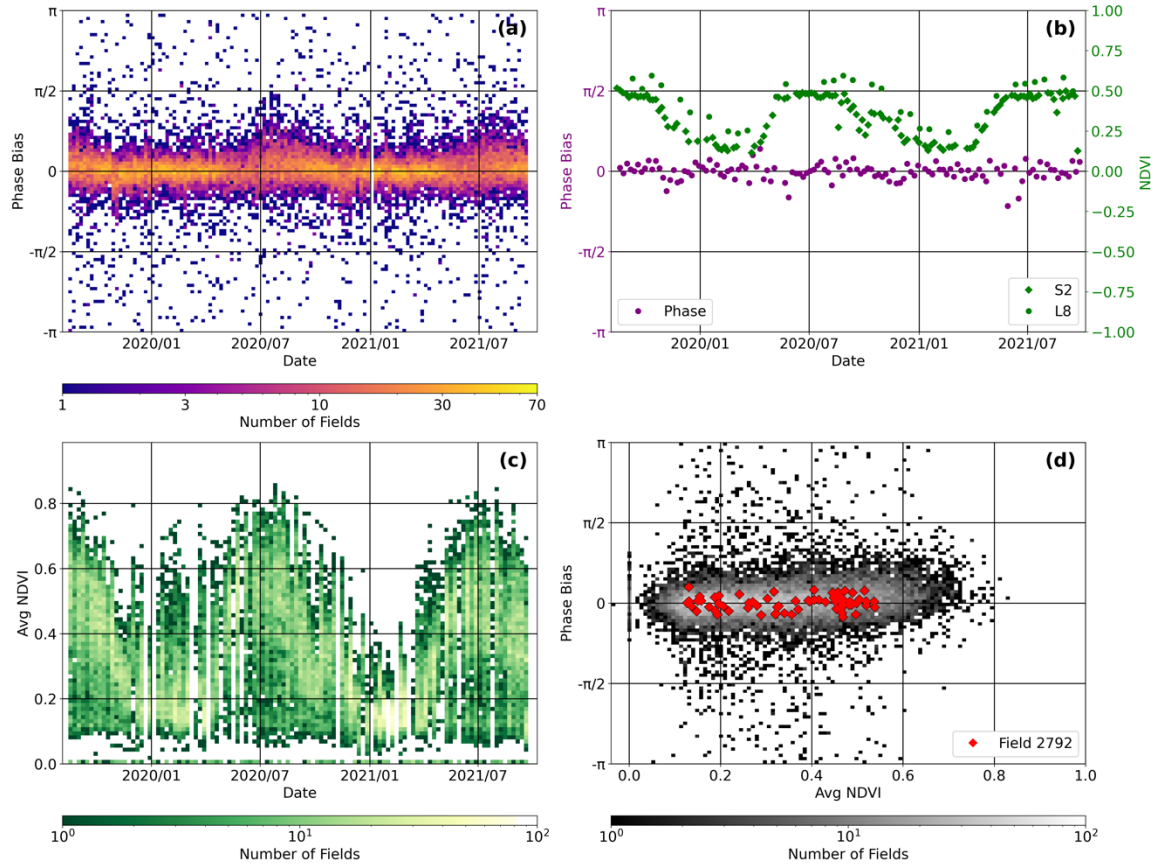 (a)
π
π/2
0
-π/2
-π
Phase Bias
2020/01 2020/07 2021/01 2021/07
Date
1 3 10 30 70
Number of Fields
(b)
π
π/2
0
-π/2
-π
Phase Bias
1.00
0.75
0.50
0.25
0.00
−0.25
−0.50
−0.75
−1.00
NDVI
Phase
S2
L8
2020/01 2020/07 2021/01 2021/07
Date
(c)
0.8
0.6
0.4
0.2
0.0
Avg NDVI
2020/01 2020/07 2021/01 2021/07
Date
10⁰ 10¹ 10²
Number of Fields
(d)
π
π/2
0
-π/2
-π
Phase Bias
Field 2792
0.0 0.2 0.4 0.6 0.8 1.0
Avg NDVI
10⁰ 10¹ 10²
Number of Fields